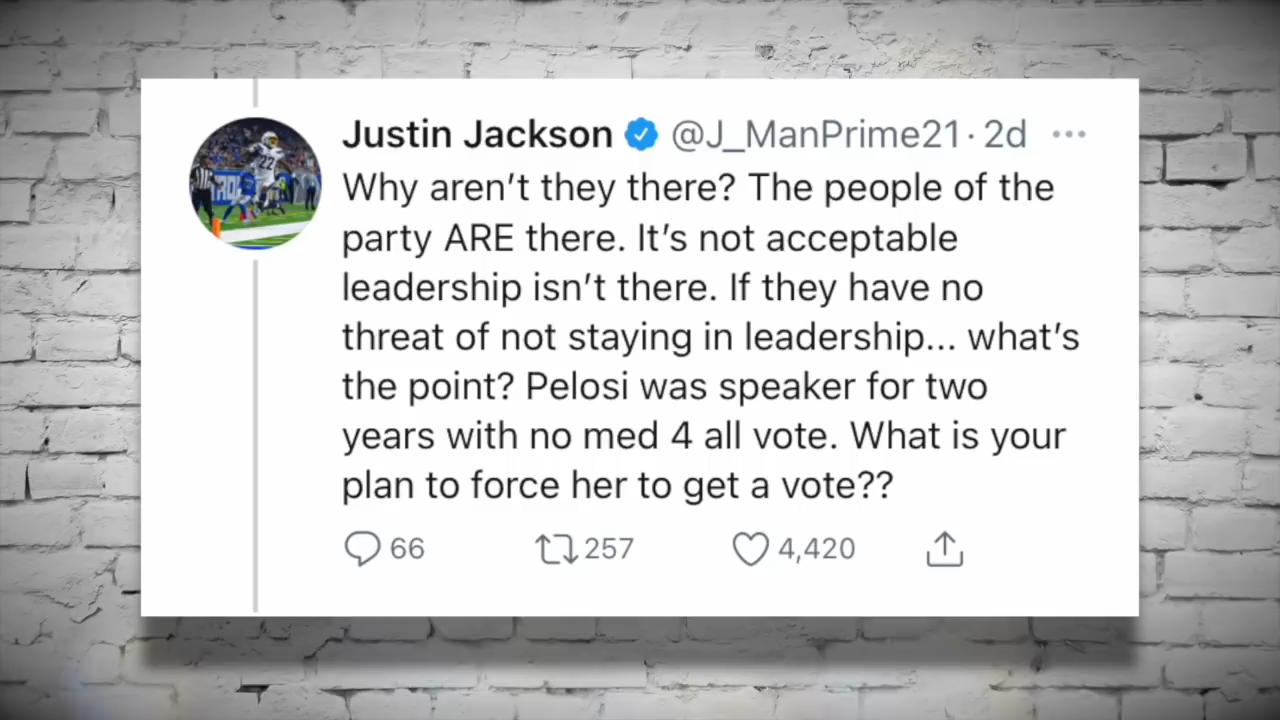 Justin Jackson @J_ManPrime21 · 2d
Why aren’t they there? The people of the
party ARE there. It’s not acceptable
leadership isn’t there. If they have no
threat of not staying in leadership... what’s
the point? Pelosi was speaker for two
years with no med 4 all vote. What is your
plan to force her to get a vote??
66 257 4,420